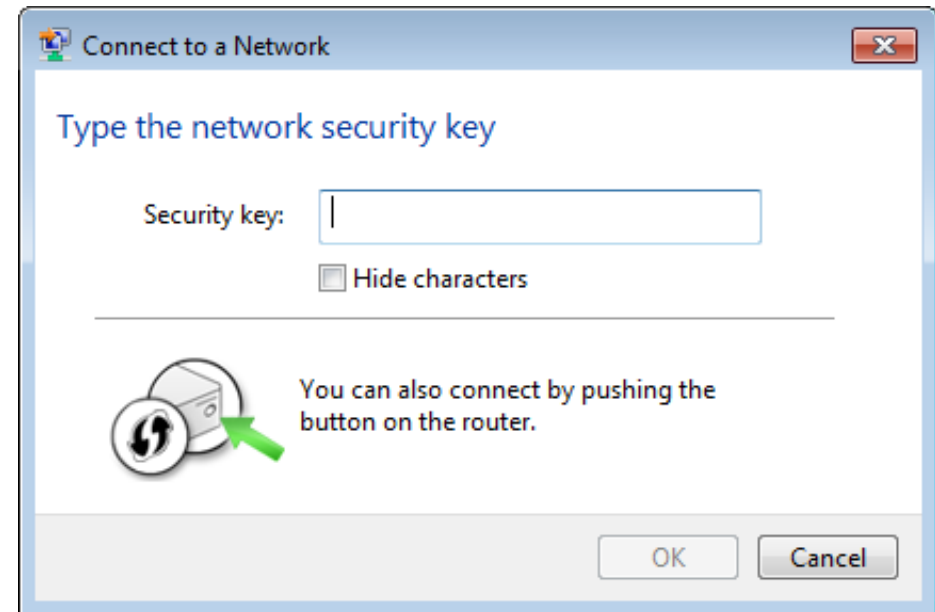 Connect to a Network
Type the network security key
Security key:
Hide characters
You can also connect by pushing the
button on the router.
OK
Cancel